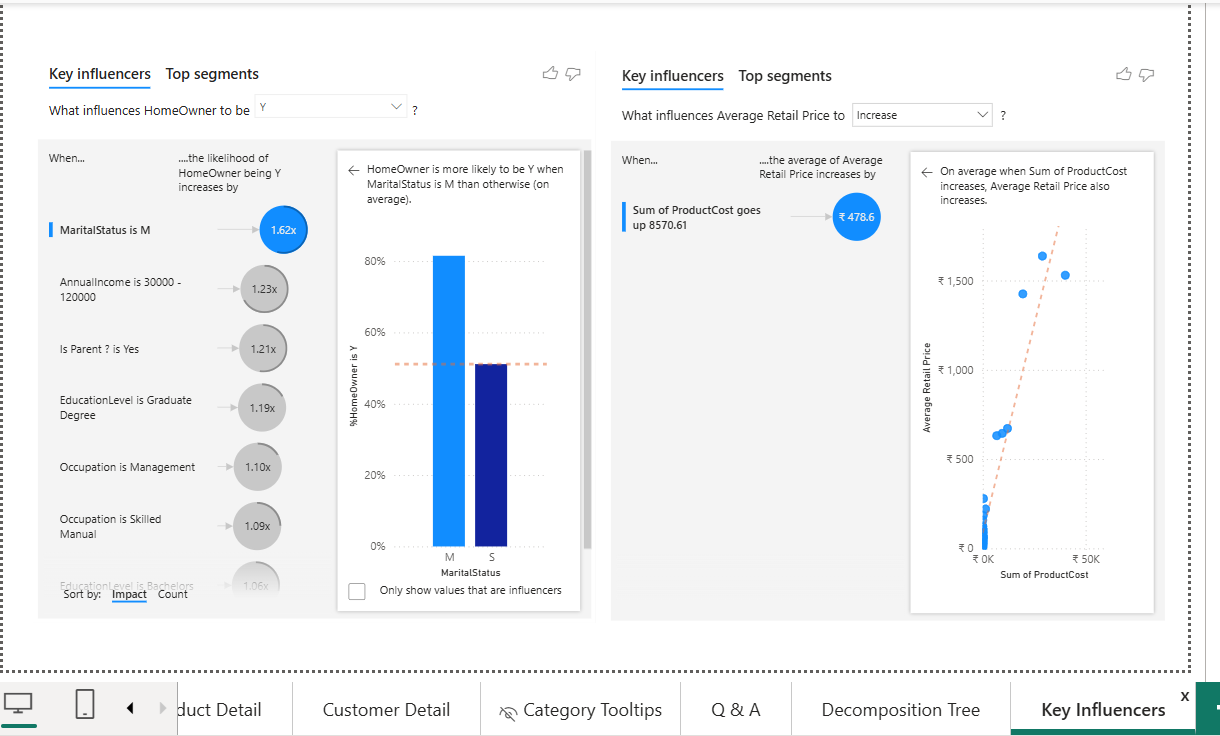 Key influencers Top segments
What influences HomeOwner to be Y ?
When...
....the likelihood of
HomeOwner being Y
increases by
MaritalStatus is M
1.62x
AnnualIncome is 30000 -
120000
1.23x
Is Parent ? is Yes
1.21x
EducationLevel is Graduate
Degree
1.19x
Occupation is Management
1.10x
Occupation is Skilled
Manual
1.09x
EducationLevel is Bachelors
1.06x
Sort by: Impact Count
← HomeOwner is more likely to be Y when
MaritalStatus is M than otherwise (on
average).
%HomeOwner is Y
80%
60%
40%
20%
0%
M S
MaritalStatus
Only show values that are influencers
Key influencers Top segments
What influences Average Retail Price to Increase ?
When...
....the average of Average
Retail Price increases by
Sum of ProductCost goes
up 8570.61
₹ 478.6
← On average when Sum of ProductCost
increases, Average Retail Price also
increases.
Average Retail Price
₹ 1,500
₹ 1,000
₹ 500
₹ 0
₹ 0K ₹ 50K
Sum of ProductCost
duct Detail Customer Detail Category Tooltips Q & A Decomposition Tree Key Influencers x